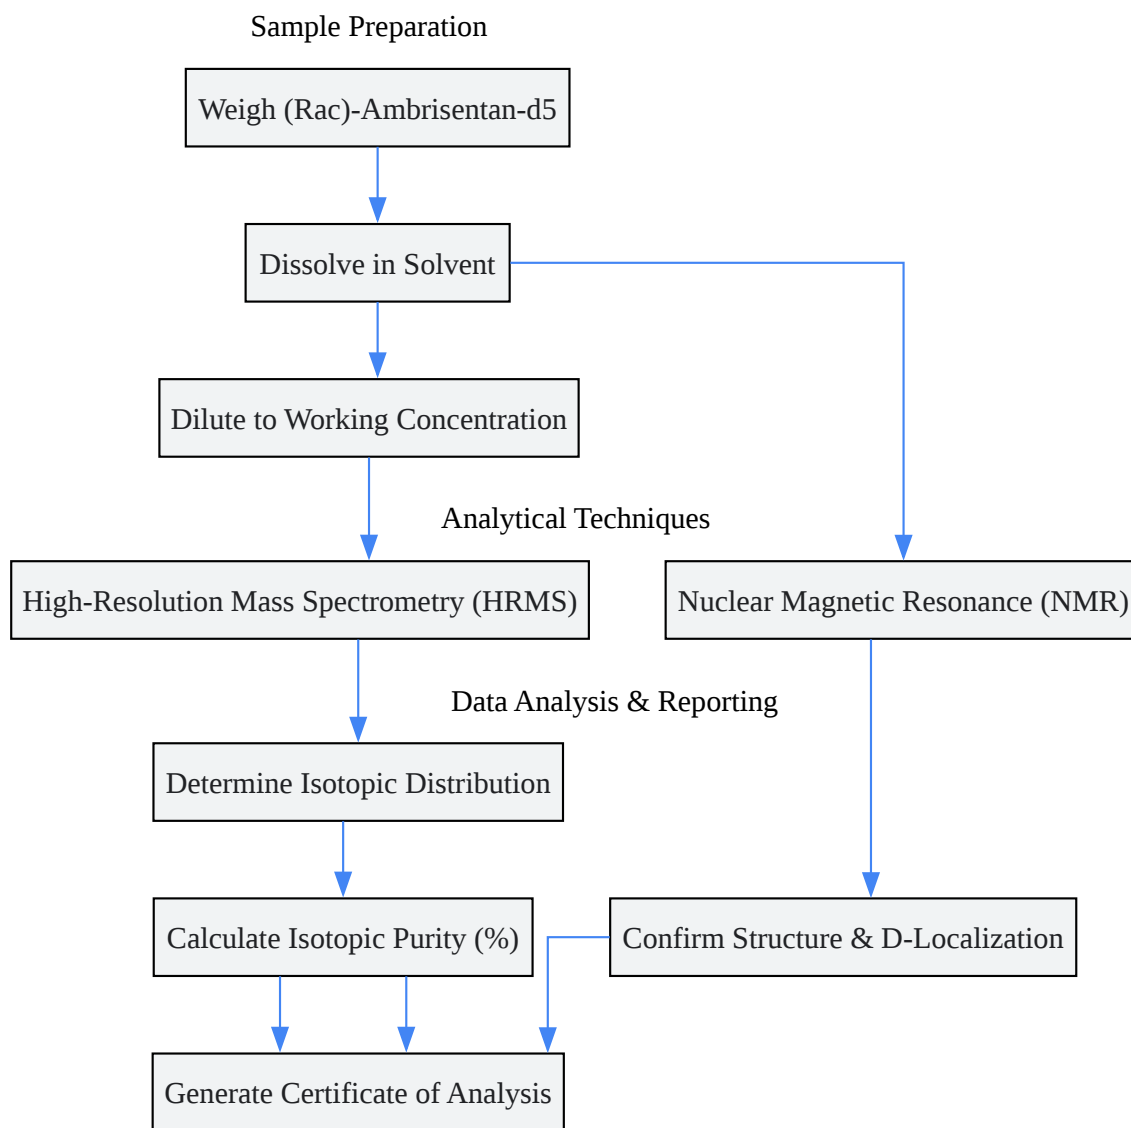 Sample Preparation
Weigh (Rac)-Ambrisentan-d5
Dissolve in Solvent
Dilute to Working Concentration
Analytical Techniques
High-Resolution Mass Spectrometry (HRMS)
Nuclear Magnetic Resonance (NMR)
Data Analysis & Reporting
Determine Isotopic Distribution
Calculate Isotopic Purity (%)
Confirm Structure & D-Localization
Generate Certificate of Analysis